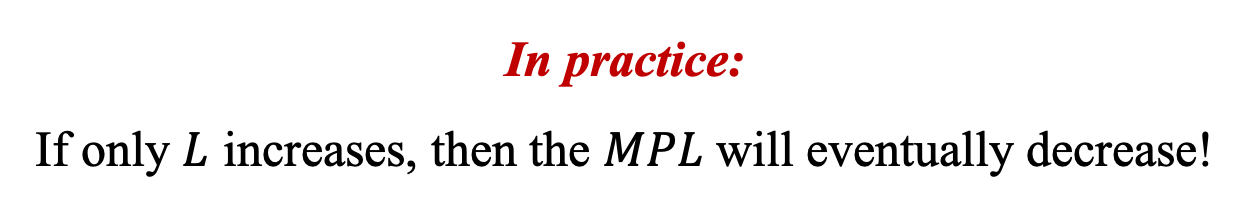 In practice:
If only L increases, then the MPL will eventually decrease!